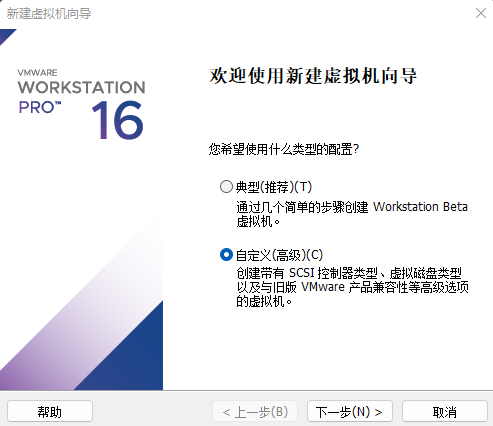 新建虚拟机向导
VMWARE
WORKSTATION
PRO™ 16
欢迎使用新建虚拟机向导
您希望使用什么类型的配置?
典型(推荐)(T)
通过几个简单的步骤创建 Workstation Beta
虚拟机。
自定义(高级)(C)
创建带有 SCSI 控制器类型、虚拟磁盘类型
以及与旧版 VMware 产品兼容性等高级选项
的虚拟机。
帮助 < 上一步(B) 下一步(N) > 取消